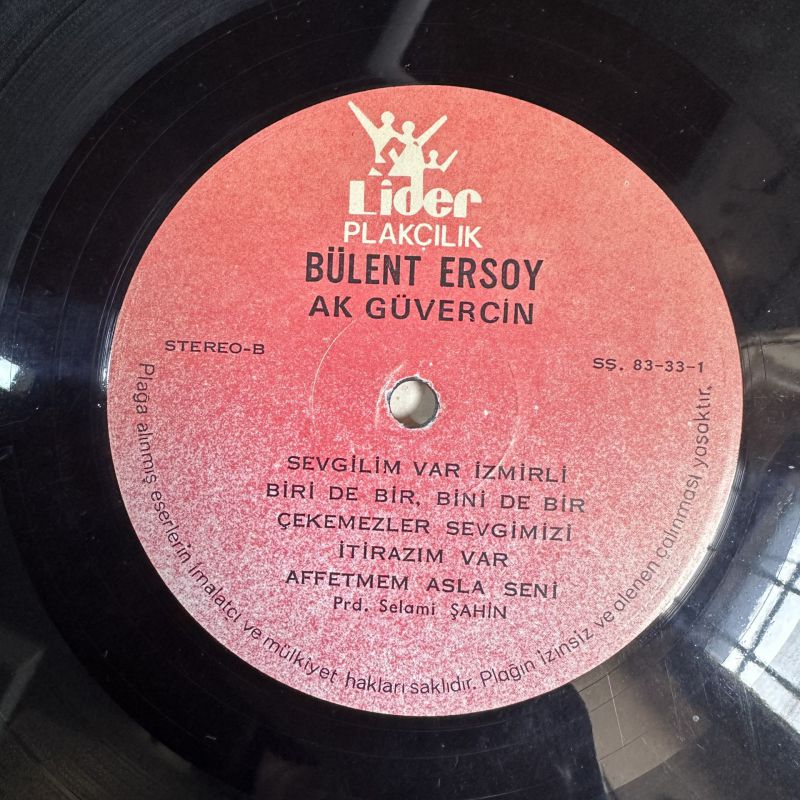 Lider
PLAKÇILIK
BÜLENT ERSOY
AK GÜVERCİN
STEREO-B
SŞ. 83-33-1
SEVGİLİM VAR İZMİRLİ
BİRİ DE BİR, BİNİ DE BİR
ÇEKEMEZLER SEVGİMİZİ
İTİRAZIM VAR
AFFETMEM ASLA SENİ
Prd. Selami ŞAHİN
Plağa alınmış eserlerin imalatcı ve mülkiyet hakları saklıdır. Plağın izinsiz ve alenen calınması yasaktır.